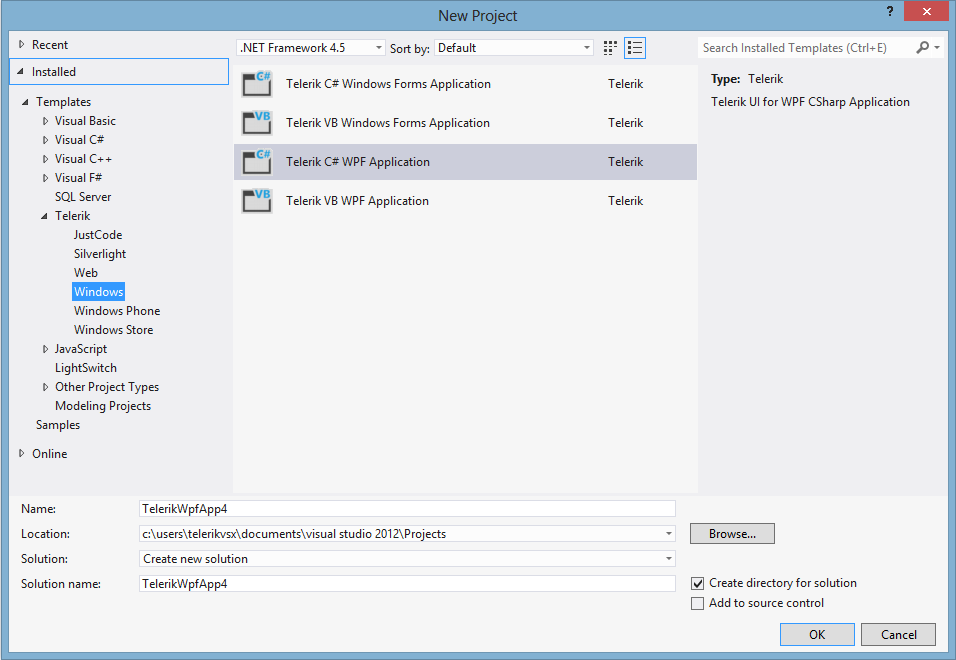 New Project
?
Recent
Installed
Templates
Visual Basic
Visual C#
Visual C++
Visual F#
SQL Server
Telerik
JustCode
Silverlight
Web
Windows
Windows Phone
Windows Store
JavaScript
LightSwitch
Other Project Types
Modeling Projects
Samples
Online
.NET Framework 4.5 Sort by: Default
C# Telerik C# Windows Forms Application Telerik
VB Telerik VB Windows Forms Application Telerik
C# Telerik C# WPF Application Telerik
VB Telerik VB WPF Application Telerik
Search Installed Templates (Ctrl+E)
Type: Telerik
Telerik UI for WPF CSharp Application
Name: TelerikWpfApp4
Location: c:\users\telerikvsx\documents\visual studio 2012\Projects Browse...
Solution: Create new solution
Solution name: TelerikWpfApp4
Create directory for solution
Add to source control
OK Cancel